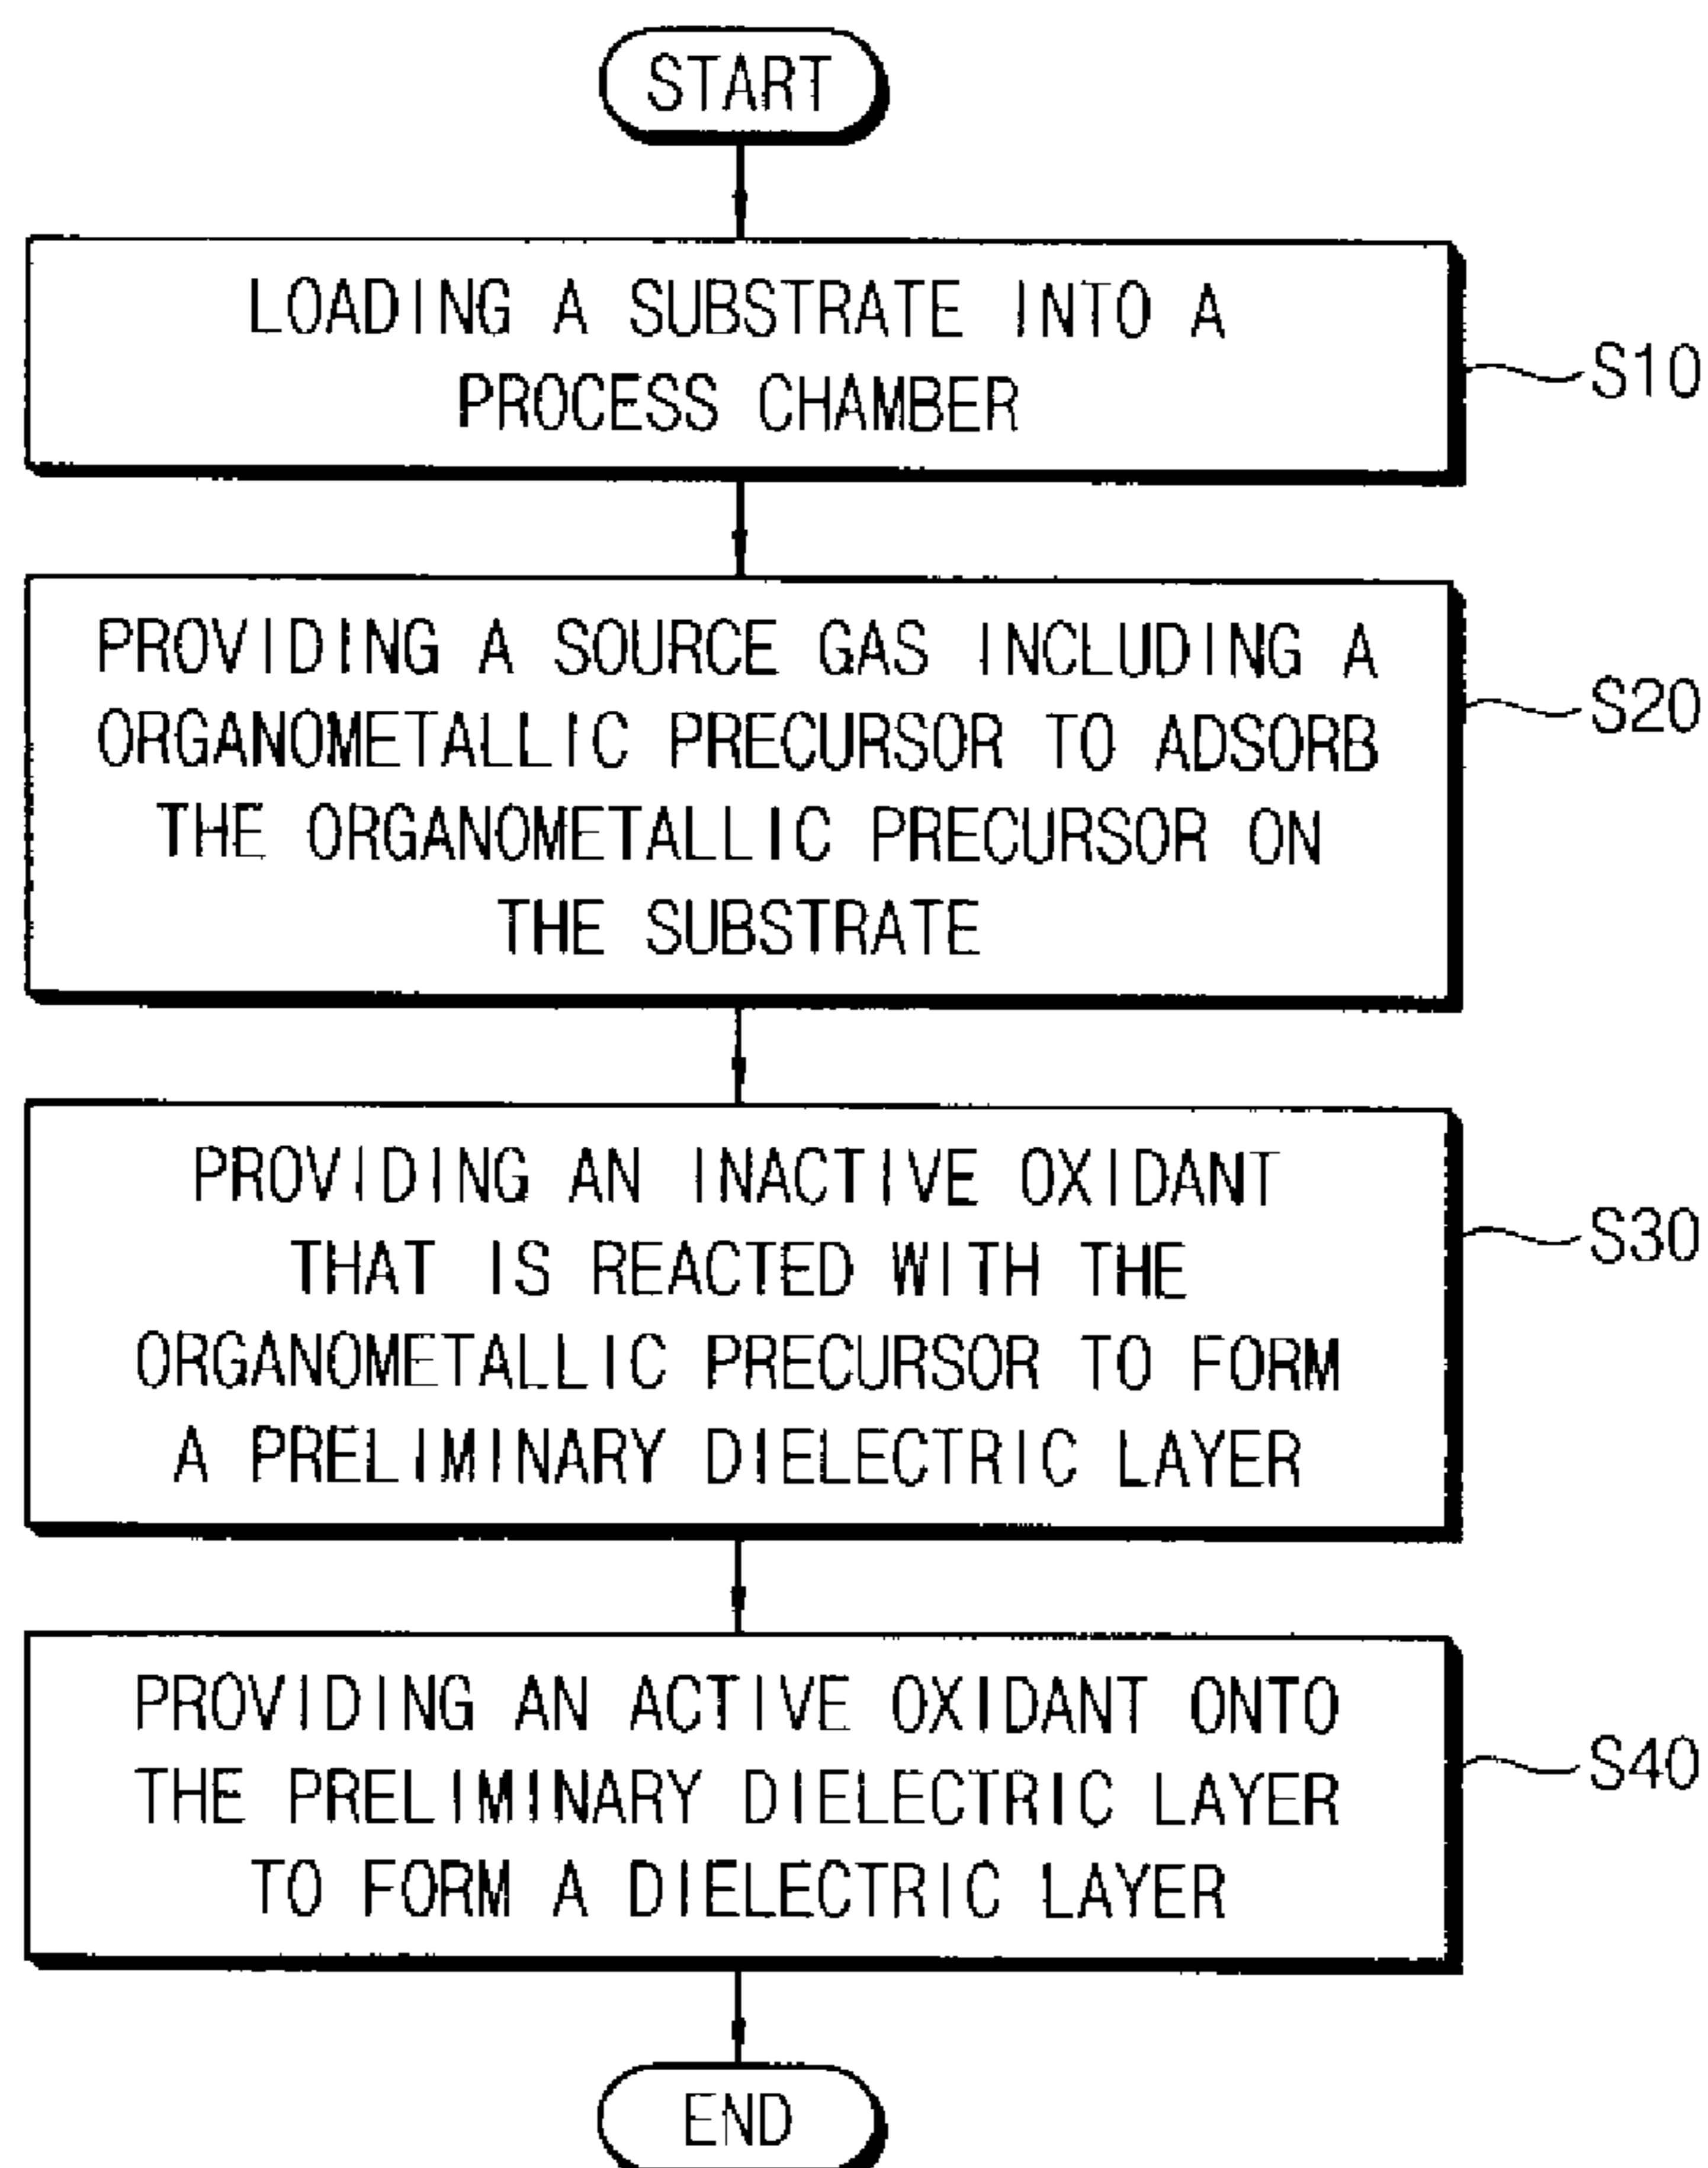 START
LOADING A SUBSTRATE INTO A
PROCESS CHAMBER
S10
PROVIDING A SOURCE GAS INCLUDING A
ORGANOMETALLIC PRECURSOR TO ADSORB
THE ORGANOMETALLIC PRECURSOR ON
THE SUBSTRATE
S20
PROVIDING AN INACTIVE OXIDANT
THAT IS REACTED WITH THE
ORGANOMETALLIC PRECURSOR TO FORM
A PRELIMINARY DIELECTRIC LAYER
S30
PROVIDING AN ACTIVE OXIDANT ONTO
THE PRELIMINARY DIELECTRIC LAYER
TO FORM A DIELECTRIC LAYER
S40
END